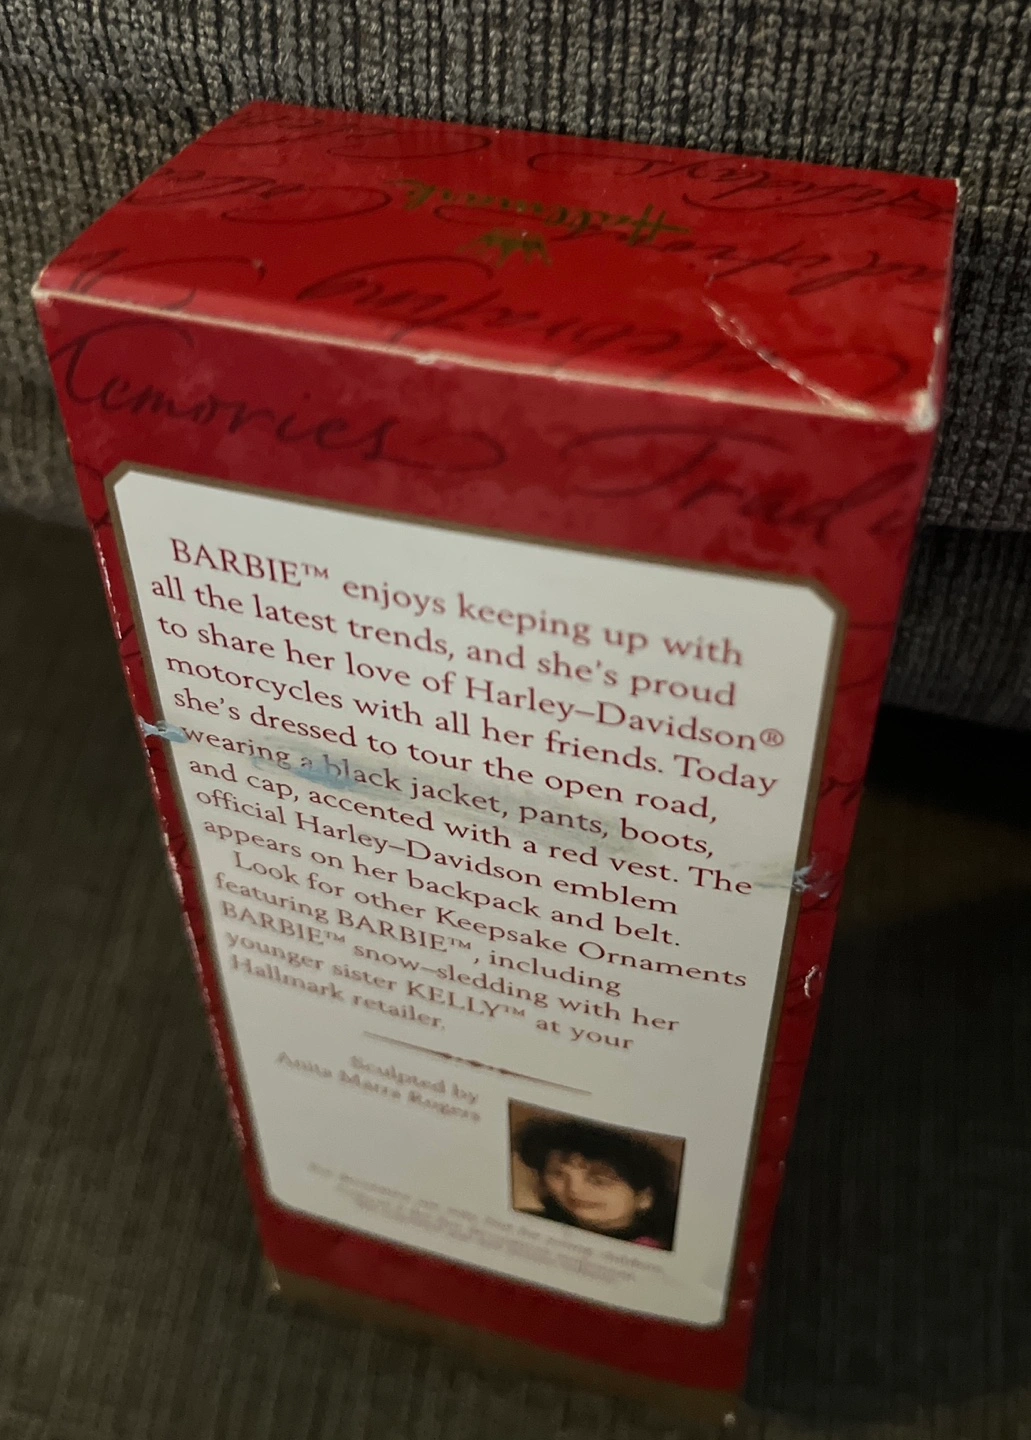 Hallmark
Memories
BARBIE™ enjoys keeping up with
all the latest trends, and she's proud
to share her love of Harley–Davidson®
motorcycles with all her friends. Today
she's dressed to tour the open road,
wearing a black jacket, pants, boots,
and cap, accented with a red vest. The
official Harley–Davidson emblem
appears on her backpack and belt.
Look for other Keepsake Ornaments
featuring BARBIE™, including
BARBIE™ snow–sledding with her
younger sister KELLY™ at your
Hallmark retailer.
Sculpted by
Anita Marra Rogers